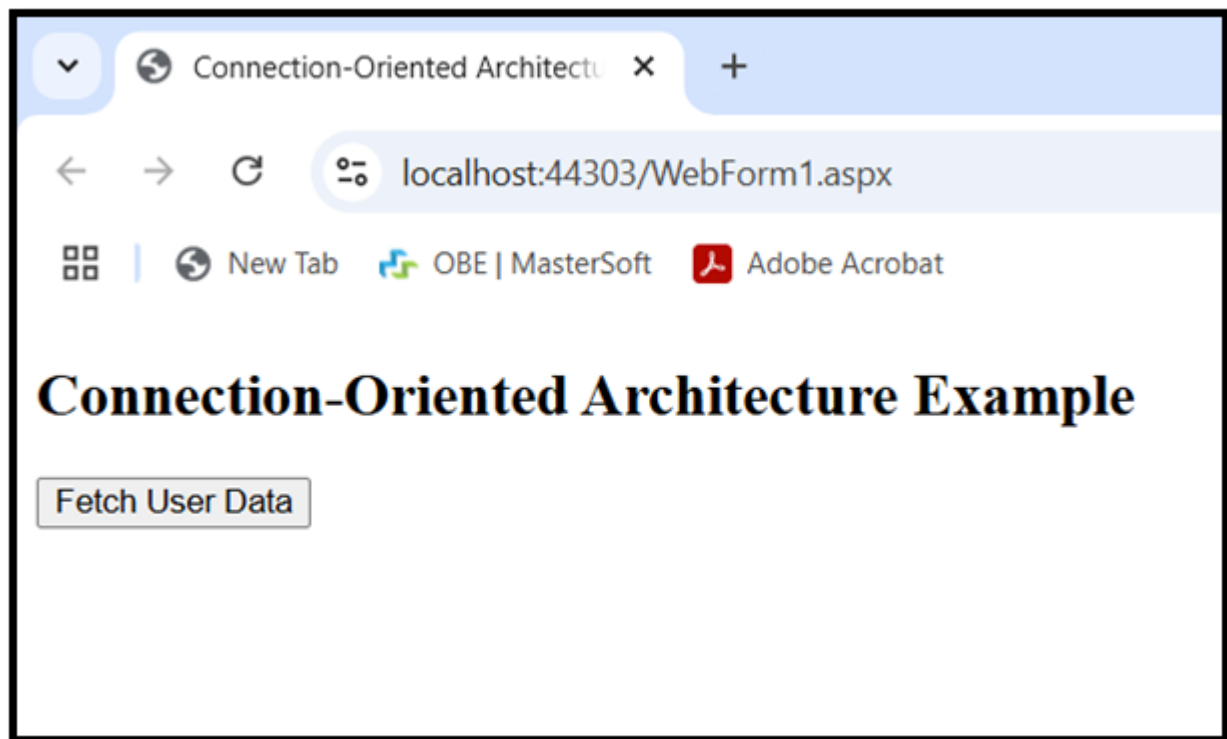 Connection-Oriented Architectu
localhost:44303/WebForm1.aspx
New Tab OBE | MasterSoft Adobe Acrobat
Connection-Oriented Architecture Example
Fetch User Data